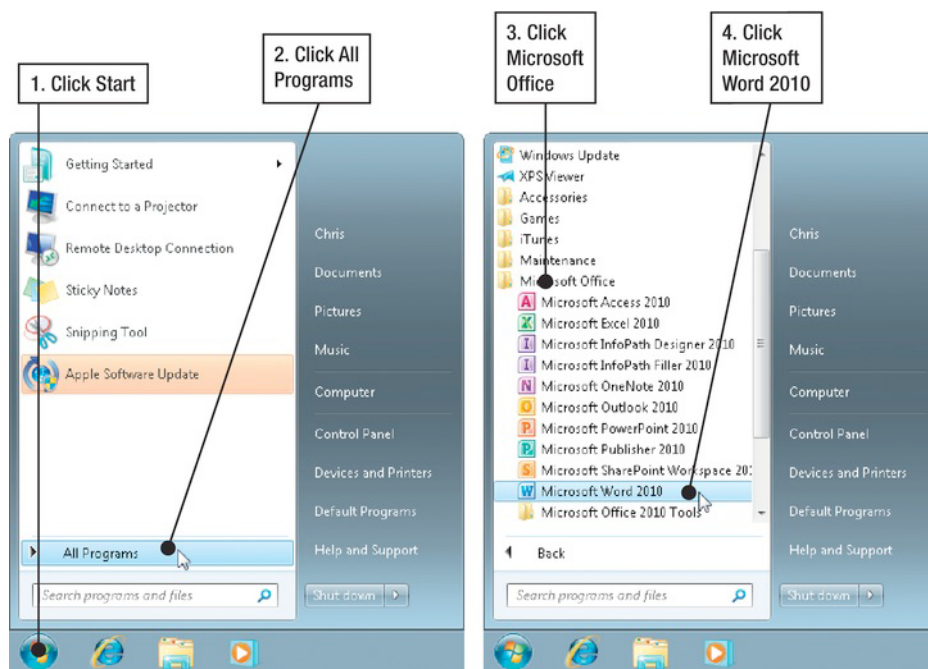 1. Click Start
2. Click All
Programs
3. Click
Microsoft
Office
4. Click
Microsoft
Word 2010
Getting Started
Connect to a Projector
Remote Desktop Connection
Sticky Notes
Snipping Tool
Apple Software Update
All Programs
Search programs and files
Chris
Documents
Pictures
Music
Computer
Control Panel
Devices and Printers
Default Programs
Help and Support
Shut down
Windows Update
XPS Viewer
Accessories
Games
iTunes
Maintenance
Microsoft Office
Microsoft Access 2010
Microsoft Excel 2010
Microsoft InfoPath Designer 2010
Microsoft InfoPath Filler 2010
Microsoft OneNote 2010
Microsoft Outlook 2010
Microsoft PowerPoint 2010
Microsoft Publisher 2010
Microsoft SharePoint Workspace 201
Microsoft Word 2010
Microsoft Office 2010 Tools
Back
Search programs and files
Chris
Documents
Pictures
Music
Computer
Control Panel
Devices and Printers
Default Programs
Help and Support
Shut down